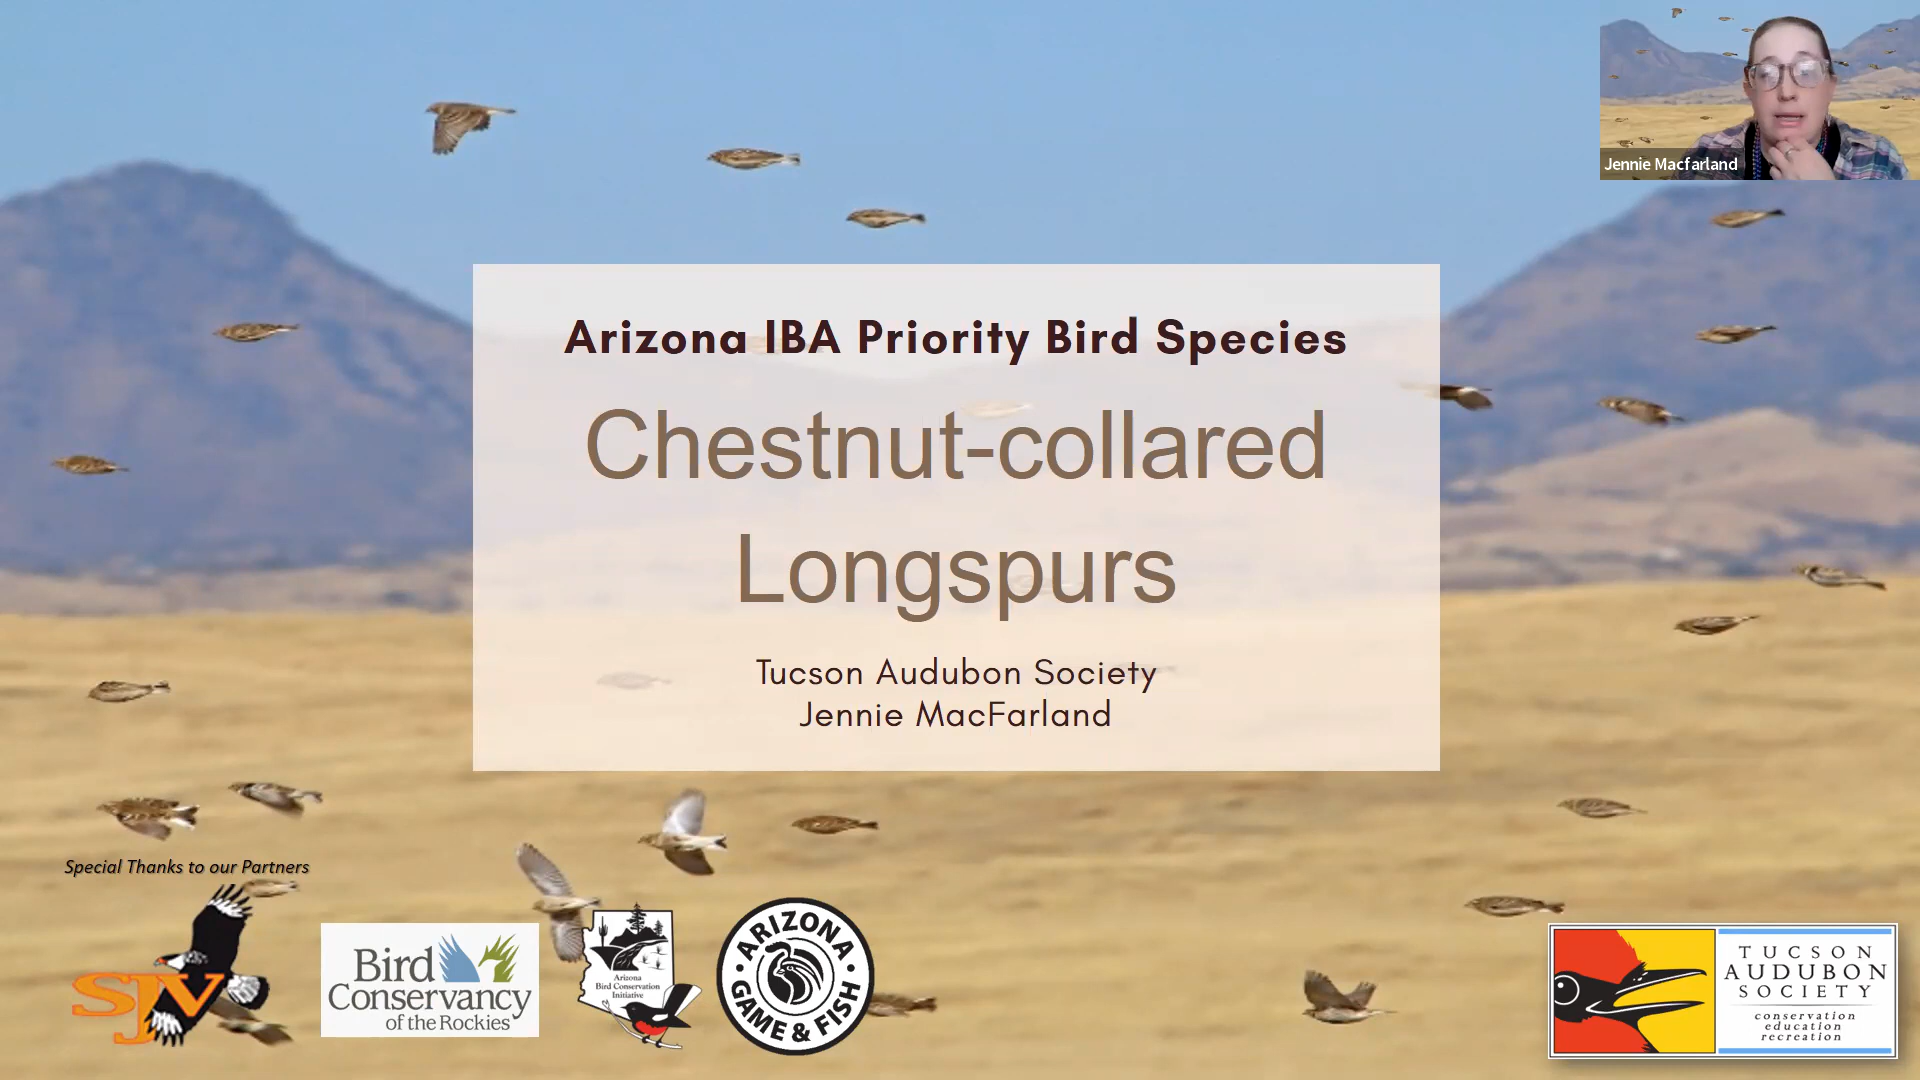 Jennie Macfarland
Arizona IBA Priority Bird Species
Chestnut-collared
Longspurs
Tucson Audubon Society
Jennie MacFarland
Special Thanks to our Partners
SJV
Bird
Conservancy
of the Rockies
Arizona
Bird Conservation
Initiative
ARIZONA
GAME & FISH
TUCSON
AUDUBON
SOCIETY
conservation
education
recreation